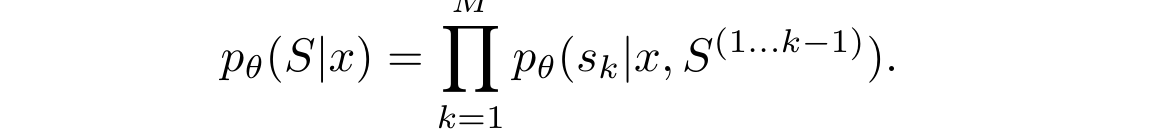 p_θ(S|x) = ∏_{k=1}^{M} p_θ(s_k|x, S^{(1...k−1)}).